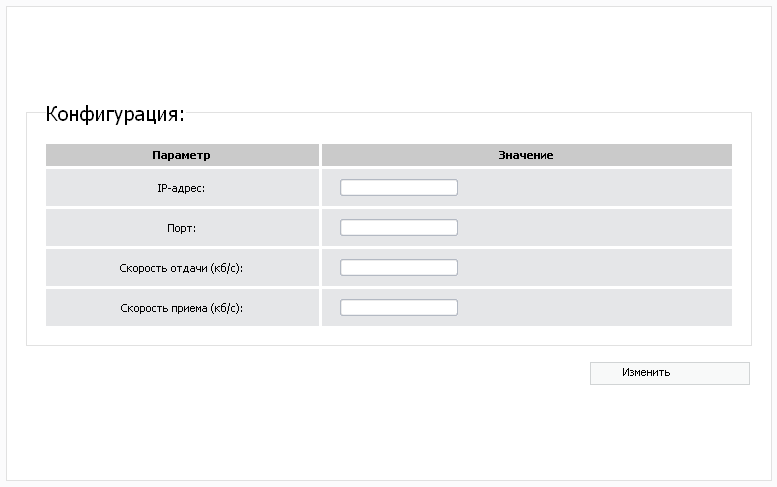 Конфигурация:
Параметр Значение
IP-адрес:
Порт:
Скорость отдачи (кб/с):
Скорость приема (кб/с):
Изменить